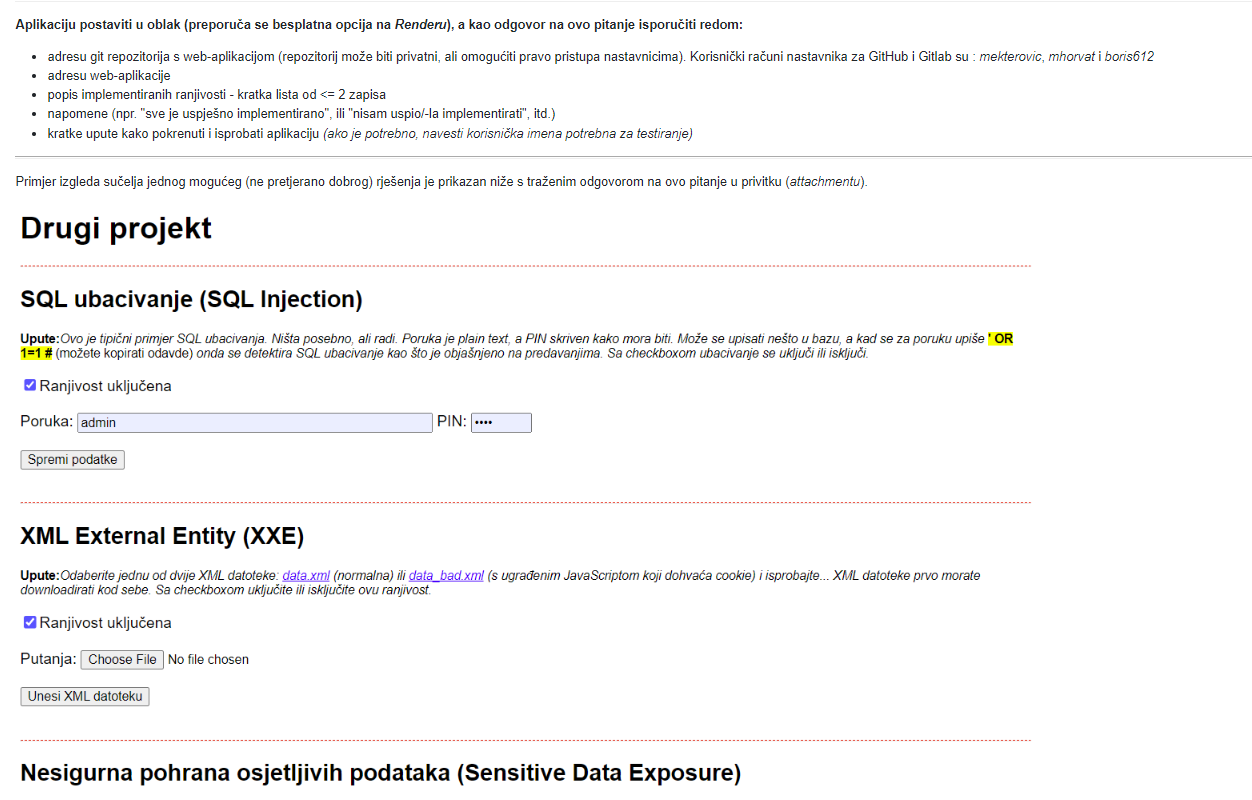 Aplikaciju postaviti u oblak (preporuča se besplatna opcija na Renderu), a kao odgovor na ovo pitanje isporučiti redom:
• adresu git repozitorija s web-aplikacijom (repozitorij može biti privatni, ali omogućiti pravo pristupa nastavnicima). Korisnički računi nastavnika za GitHub i Gitlab su : mekterovic, mhorvat i boris612
• adresu web-aplikacije
• popis implementiranih ranjivosti - kratka lista od <= 2 zapisa
• napomene (npr. "sve je uspješno implementirano", ili "nisam uspio/-la implementirati", itd.)
• kratke upute kako pokrenuti i isprobati aplikaciju (ako je potrebno, navesti korisnička imena potrebna za testiranje)
Primjer izgleda sučelja jednog mogućeg (ne pretjerano dobrog) rješenja je prikazan niže s traženim odgovorom na ovo pitanje u privitku (attachmentu).
Drugi projekt
SQL ubacivanje (SQL Injection)
Upute:Ovo je tipični primjer SQL ubacivanja. Ništa posebno, ali radi. Poruka je plain text, a PIN skriven kako mora biti. Može se upisati nešto u bazu, a kad se za poruku upiše ' OR
1=1 # (možete kopirati odavde) onda se detektira SQL ubacivanje kao što je objašnjeno na predavanjima. Sa checkboxom ubacivanje se uključi ili isključi.
Ranjivost uključena
Poruka: admin PIN: ••••
Spremi podatke
XML External Entity (XXE)
Upute:Odaberite jednu od dvije XML datoteke: data.xml (normalna) ili data_bad.xml (s ugrađenim JavaScriptom koji dohvaća cookie) i isprobajte... XML datoteke prvo morate
downloadirati kod sebe. Sa checkboxom uključite ili isključite ovu ranjivost.
Ranjivost uključena
Putanja: Choose File No file chosen
Unesi XML datoteku
Nesigurna pohrana osjetljivih podataka (Sensitive Data Exposure)